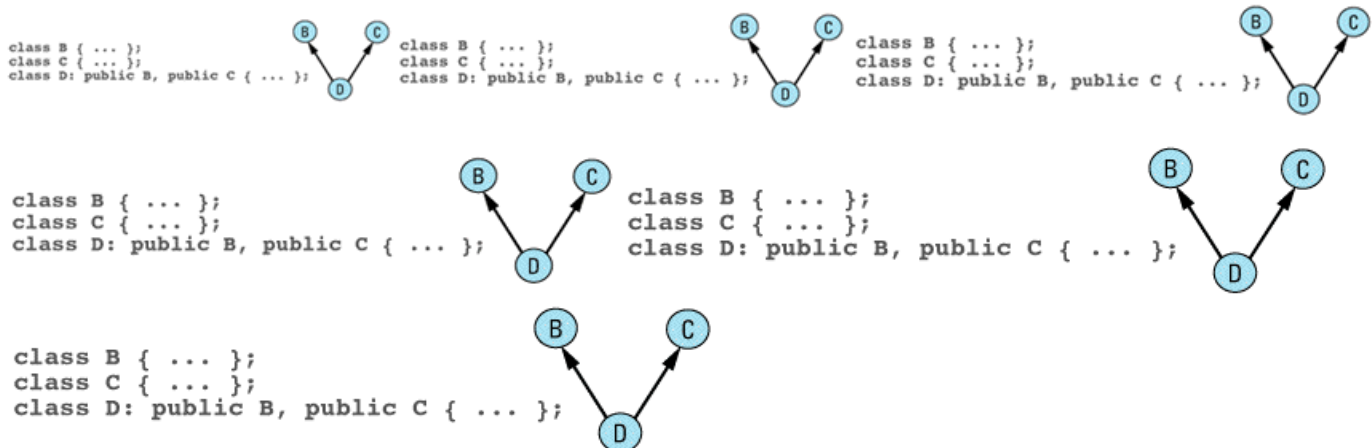 B C
class B { ... };
class C { ... };
class D: public B, public C { ... };
D
B C
class B { ... };
class C { ... };
class D: public B, public C { ... };
D
B C
class B { ... };
class C { ... };
class D: public B, public C { ... };
D
B C
class B { ... };
class C { ... };
class D: public B, public C { ... };
D
B C
class B { ... };
class C { ... };
class D: public B, public C { ... };
D
B C
class B { ... };
class C { ... };
class D: public B, public C { ... };
D